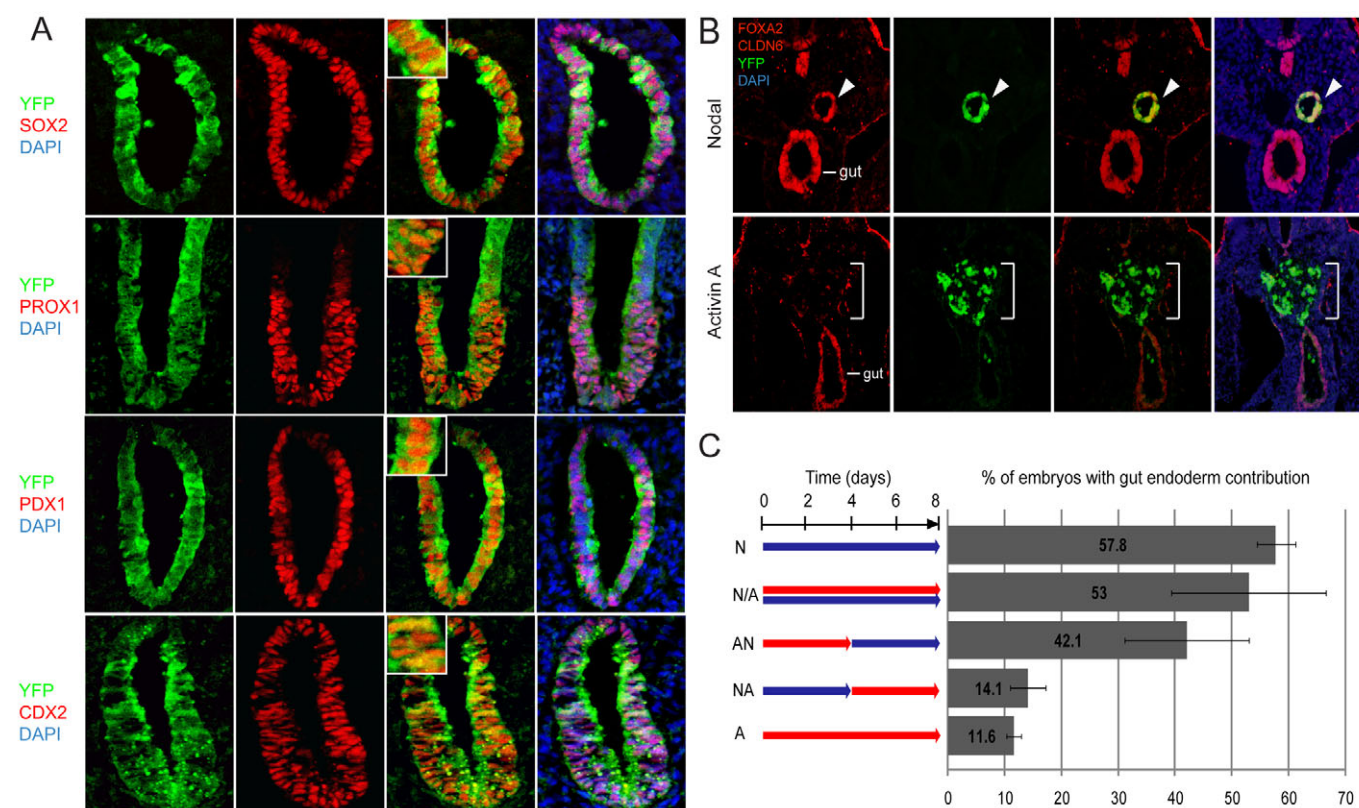 A
YFP
SOX2
DAPI
YFP
PROX1
DAPI
YFP
PDX1
DAPI
YFP
CDX2
DAPI
B
FOXA2
CLDN6
YFP
DAPI
Nodal
gut
Activin A
gut
C
Time (days)
% of embryos with gut endoderm contribution
0 2 4 6 8
N
57.8
N/A
53
AN
42.1
NA
14.1
A
11.6
0 10 20 30 40 50 60 70